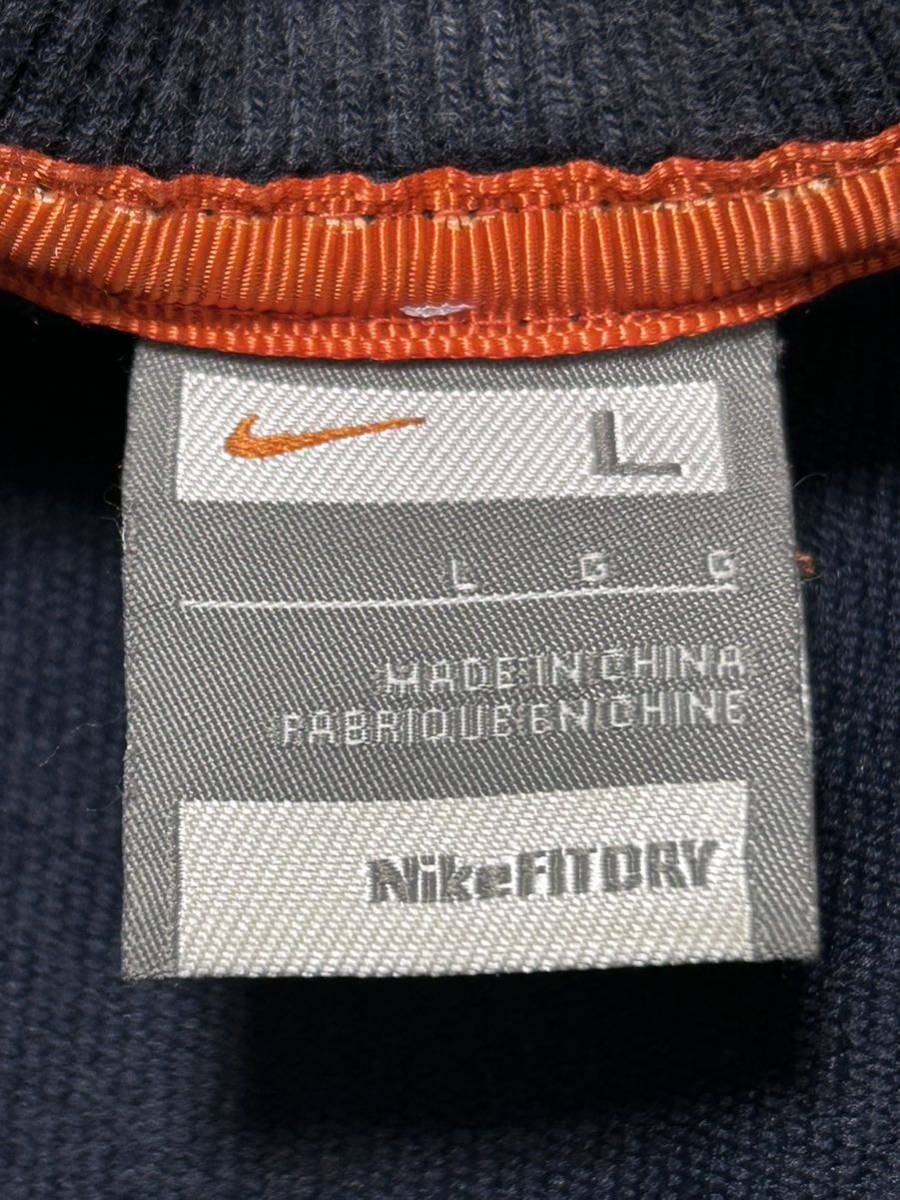 L
L G G
MADE IN CHINA
FABRIQUE EN CHINE
NikeFITDRY